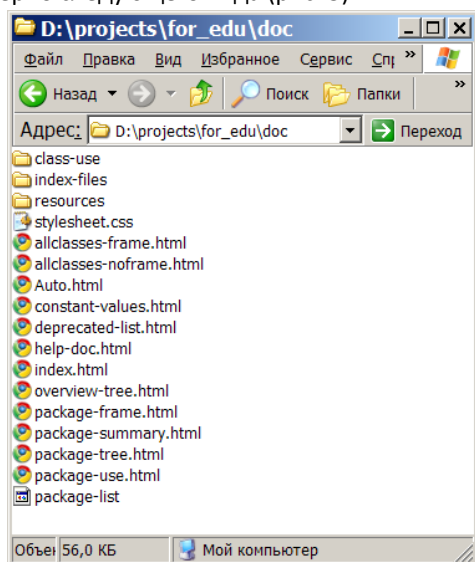 D:\projects\for_edu\doc
Файл Правка Вид Избранное Сервис »
Назад Поиск Папки »
Адрес: D:\projects\for_edu\doc Переход
class-use
index-files
resources
stylesheet.css
allclasses-frame.html
allclasses-noframe.html
Auto.html
constant-values.html
deprecated-list.html
help-doc.html
index.html
overview-tree.html
package-frame.html
package-summary.html
package-tree.html
package-use.html
package-list
56,0 КБ Мой компьютер